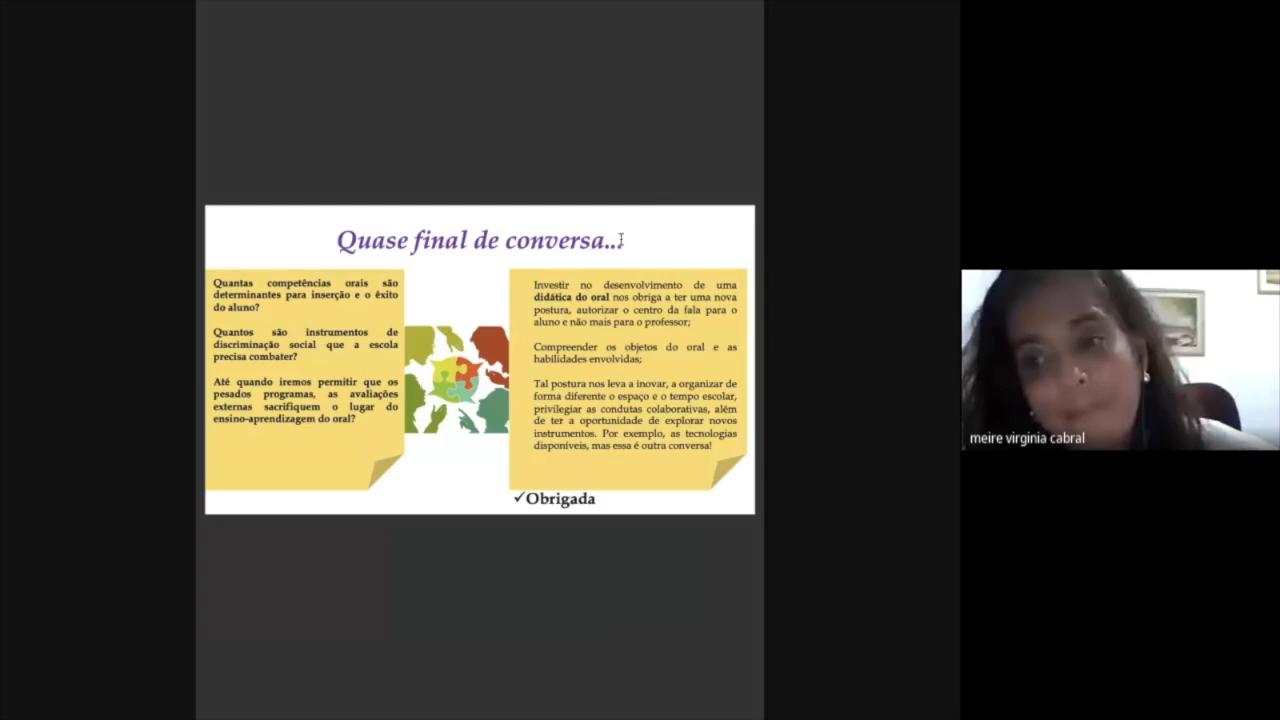 Quase final de conversa...
Quantas competências orais são
determinantes para inserção e o êxito
do aluno?
Quantos são instrumentos de
discriminação social que a escola
precisa combater?
Até quando iremos permitir que os
pesados programas, as avaliações
externas sacrifiquem o lugar do
ensino-aprendizagem do oral?
Investir no desenvolvimento de uma
didática do oral nos obriga a ter uma nova
postura, autorizar o centro da fala para o
aluno e não mais para o professor;
Compreender os objetos do oral e as
habilidades envolvidas;
Tal postura nos leva a inovar, a organizar de
forma diferente o espaço e o tempo escolar,
privilegiar as condutas colaborativas, além
de ter a oportunidade de explorar novos
instrumentos. Por exemplo, as tecnologias
disponíveis, mas essa é outra conversa!
✓Obrigada
meire virginia cabral